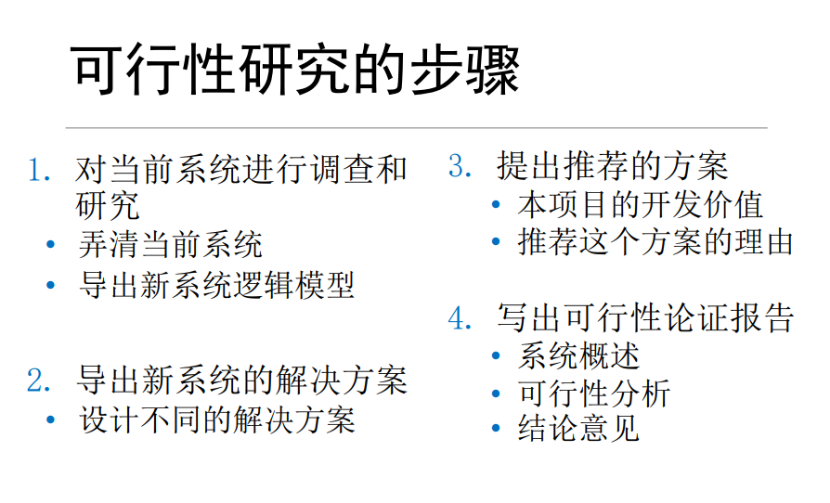 可行性研究的步骤
1. 对当前系统进行调查和
研究
• 弄清当前系统
• 导出新系统逻辑模型
2. 导出新系统的解决方案
• 设计不同的解决方案
3. 提出推荐的方案
• 本项目的开发价值
• 推荐这个方案的理由
4. 写出可行性论证报告
• 系统概述
• 可行性分析
• 结论意见